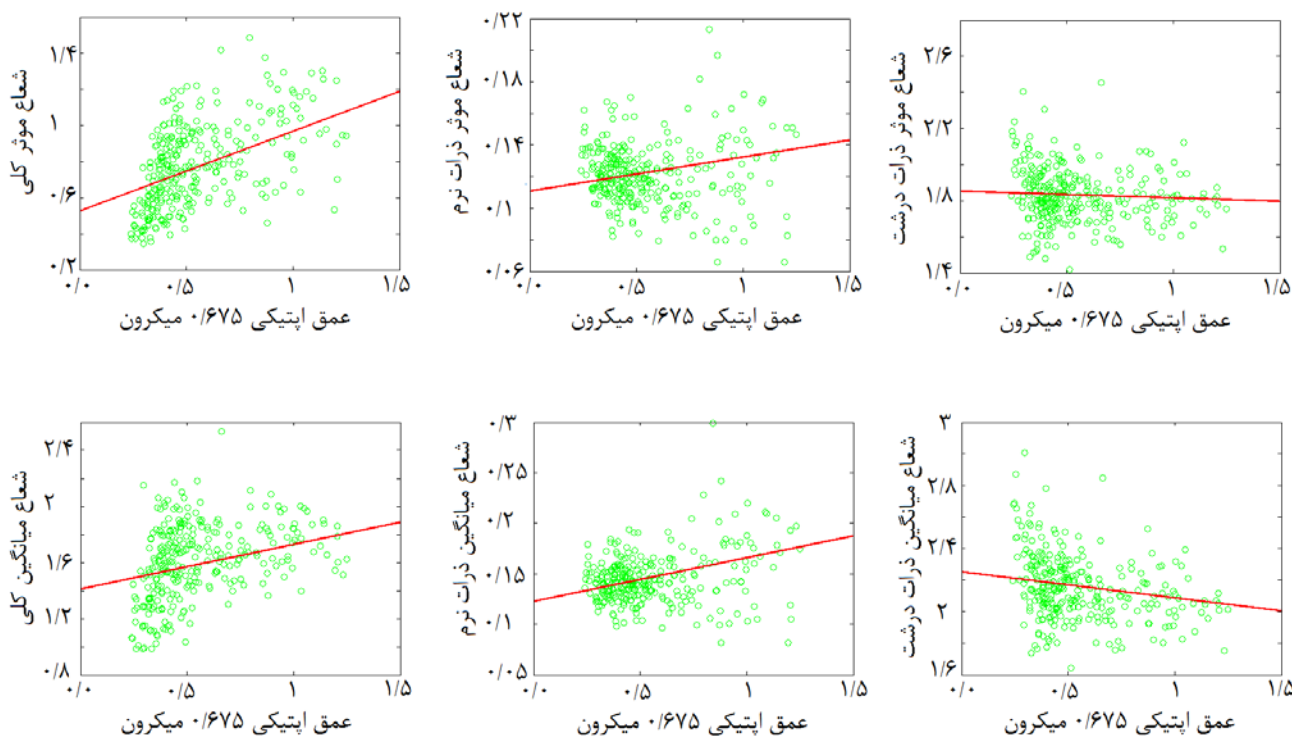 شعاع موثر کلی
۱/۴
۱
۰/۶
۰/۲
۰/۰ ۰/۵ ۱ ۱/۵
عمق اپتیکی ۰/۶۷۵ میکرون
شعاع موثر ذرات نرم
۰/۲۲
۰/۱۸
۰/۱۴
۰/۱
۰/۰۶
۰/۰ ۰/۵ ۱ ۱/۵
عمق اپتیکی ۰/۶۷۵ میکرون
شعاع موثر ذرات درشت
۲/۶
۲/۲
۱/۸
۱/۴
۰/۰ ۰/۵ ۱ ۱/۵
عمق اپتیکی ۰/۶۷۵ میکرون
شعاع میانگین کلی
۲/۴
۲
۱/۶
۱/۲
۰/۸
۰/۰ ۰/۵ ۱ ۱/۵
عمق اپتیکی ۰/۶۷۵ میکرون
شعاع میانگین ذرات نرم
۰/۳
۰/۲۵
۰/۲
۰/۱۵
۰/۱
۰/۰۵
۰/۰ ۰/۵ ۱ ۱/۵
عمق اپتیکی ۰/۶۷۵ میکرون
شعاع میانگین ذرات درشت
۳
۲/۸
۲/۴
۲
۱/۶
۰/۰ ۰/۵ ۱ ۱/۵
عمق اپتیکی ۰/۶۷۵ میکرون